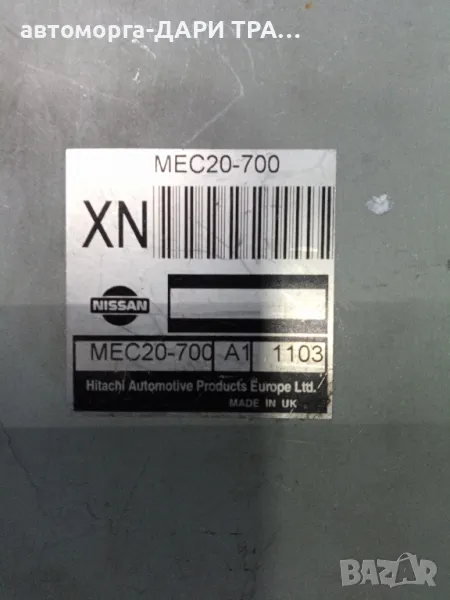 автоморга-ДАРИ ТРА...
MEC20-700
XN
NISSAN
MEC20-700 A1 1103
Hitachi Automotive Products Europe Ltd.
MADE IN UK
BAZAR